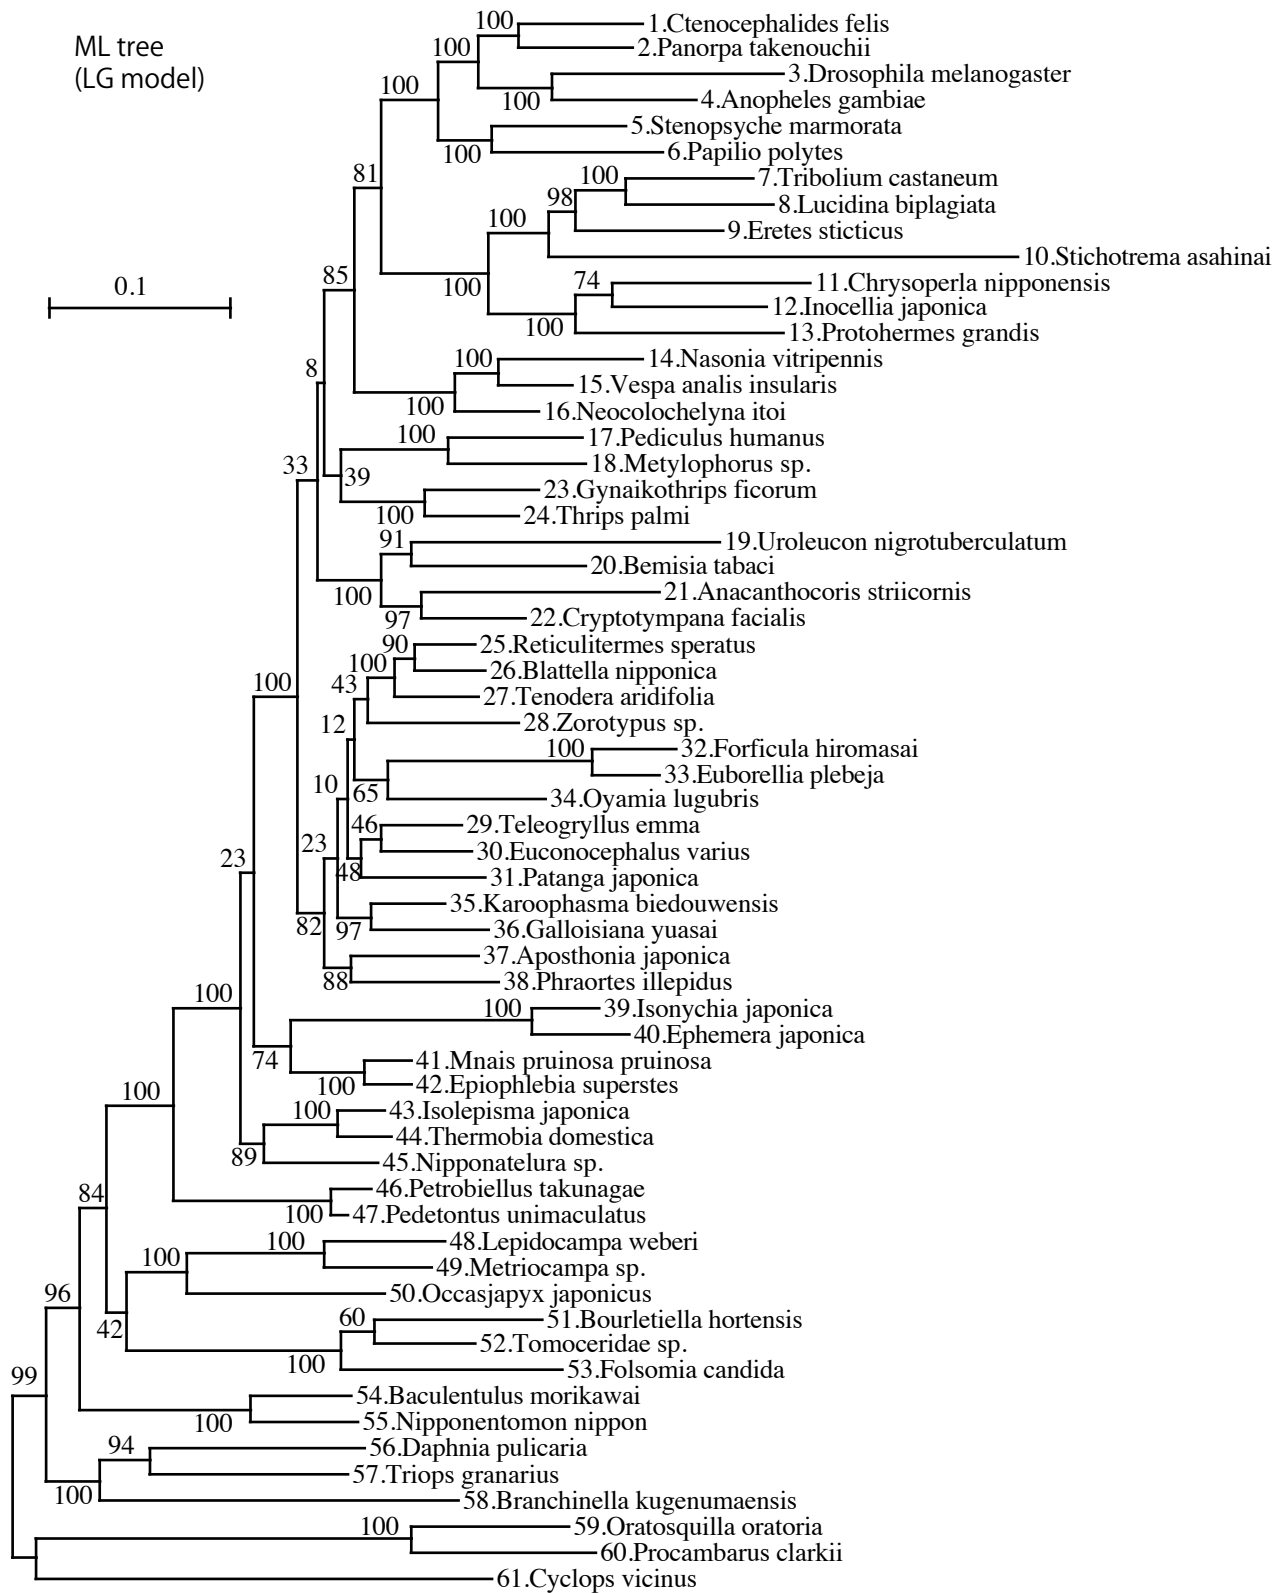 ML tree
(LG model)
0.1
100
1.Ctenocephalides felis
100
2.Panorpa takenouchii
3.Drosophila melanogaster
100
100
4.Anopheles gambiae
5.Stenopsyche marmorata
100
6.Papilio polytes
81
100
7.Tribolium castaneum
98
8.Lucidina biplagiata
100
9.Eretes sticticus
10.Stichotrema asahinai
85
100
74
11.Chrysoperla nipponensis
12.Inocellia japonica
100
13.Protohermes grandis
8
100
14.Nasonia vitripennis
15.Vespa analis insularis
100
16.Neocolochelyna itoi
100
17.Pediculus humanus
33
18.Metylophorus sp.
39
23.Gynaikothrips ficorum
100
24.Thrips palmi
91
19.Uroleucon nigrotuberculatum
20.Bemisia tabaci
100
21.Anacanthocoris striicornis
97
22.Cryptotympana facialis
90
25.Reticulitermes speratus
100
26.Blattella nipponica
100
43
27.Tenodera aridifolia
12
28.Zorotypus sp.
100
32.Forficula hiromasai
33.Euborellia plebeja
10
65
34.Oyamia lugubris
46
29.Teleogryllus emma
23
30.Euconocephalus varius
23
48
31.Patanga japonica
35.Karoophasma biedouwensis
82
97
36.Galloisiana yuasai
37.Aposthonia japonica
88
38.Phraortes illepidus
100
100
39.Isonychia japonica
40.Ephemera japonica
74
41.Mnais pruinosa pruinosa
100
42.Epiophlebia superstes
100
100
43.Isolepisma japonica
44.Thermobia domestica
89
45.Nipponatelura sp.
84
46.Petrobiellus takunagae
100
47.Pedetontus unimaculatus
100
100
48.Lepidocampa weberi
49.Metriocampa sp.
96
50.Occasjapyx japonicus
42
60
51.Bourletiella hortensis
52.Tomoceridae sp.
100
99
53.Folsomia candida
54.Baculentulus morikawai
100
55.Nipponentomon nippon
94
56.Daphnia pulicaria
57.Triops granarius
100
58.Branchinella kugenumaensis
100
59.Oratosquilla oratoria
60.Procambarus clarkii
61.Cyclops vicinus